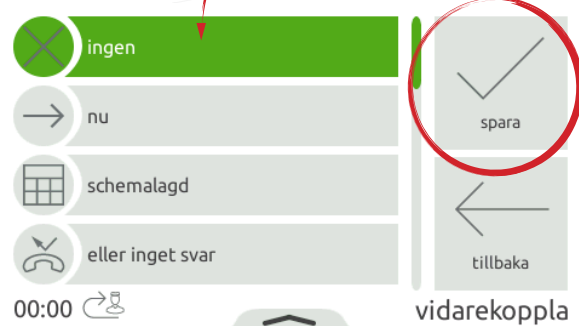 ingen
nu
schemalagd
eller inget svar
spara
tillbaka
00:00
vidarekoppla